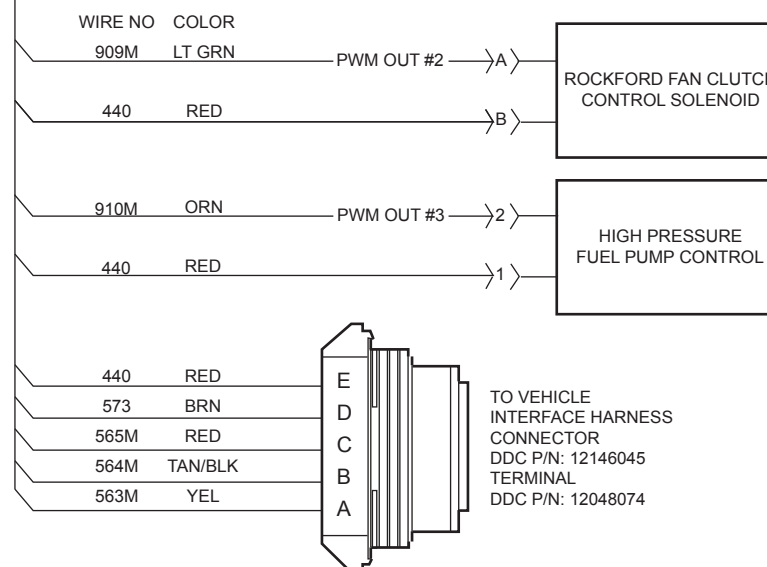 WIRE NO COLOR
909M LT GRN PWM OUT #2 A
ROCKFORD FAN CLUTCH
CONTROL SOLENOID
440 RED B
910M ORN PWM OUT #3 2
HIGH PRESSURE
FUEL PUMP CONTROL
440 RED 1
440 RED E
573 BRN D
565M RED C
564M TAN/BLK B
563M YEL A
TO VEHICLE
INTERFACE HARNESS
CONNECTOR
DDC P/N: 12146045
TERMINAL
DDC P/N: 12048074